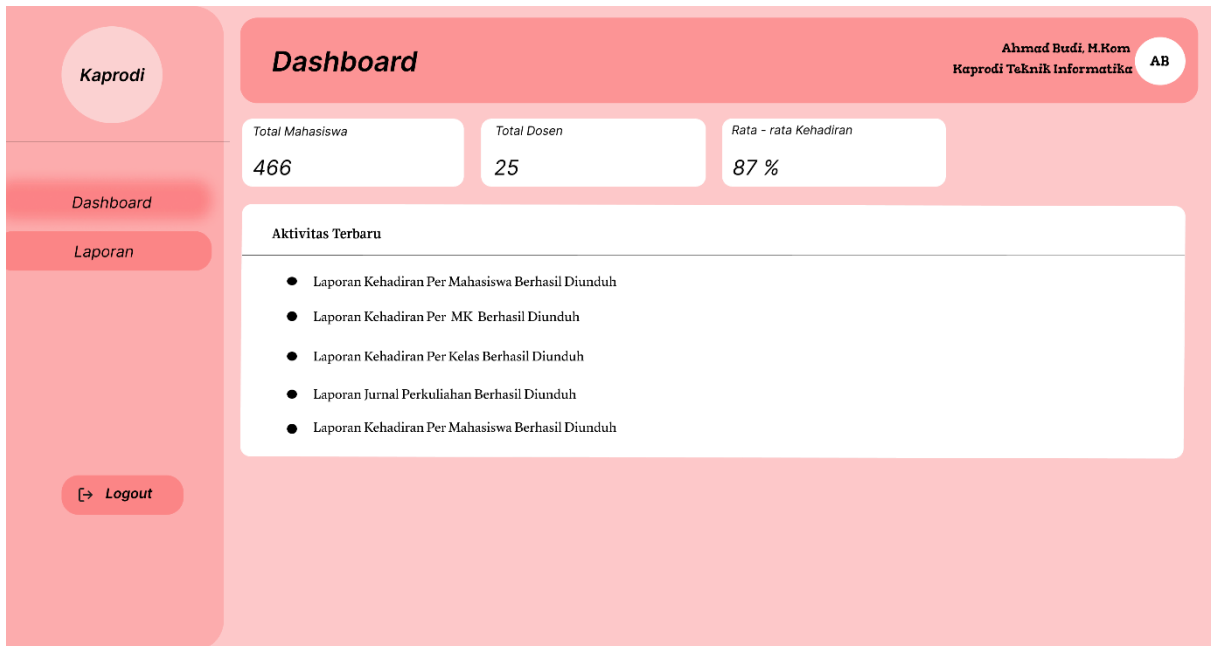 Kaprodi
Dashboard
Laporan
Logout
Dashboard
Ahmad Budi, M.Kom
Kaprodi Teknik Informatika
AB
Total Mahasiswa
466
Total Dosen
25
Rata - rata Kehadiran
87 %
Aktivitas Terbaru
Laporan Kehadiran Per Mahasiswa Berhasil Diunduh
Laporan Kehadiran Per MK Berhasil Diunduh
Laporan Kehadiran Per Kelas Berhasil Diunduh
Laporan Jurnal Perkuliahan Berhasil Diunduh
Laporan Kehadiran Per Mahasiswa Berhasil Diunduh